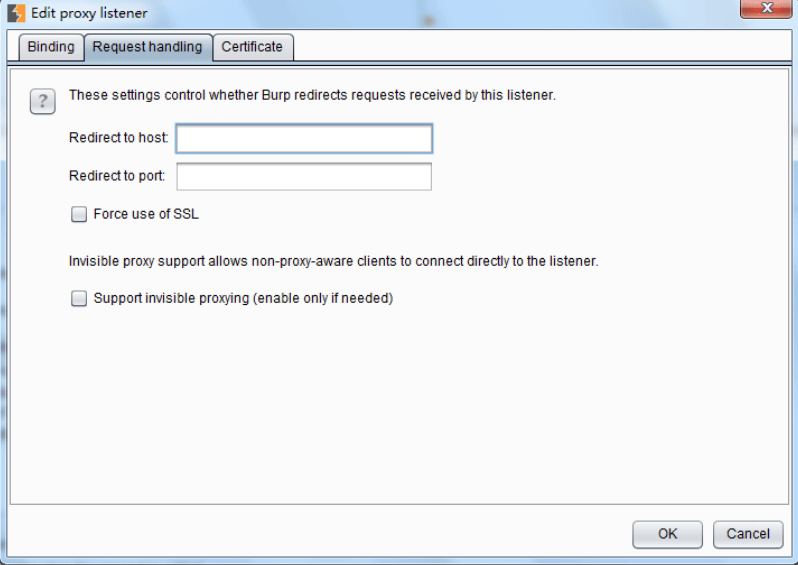 Edit proxy listener
X
Binding Request handling Certificate
? These settings control whether Burp redirects requests received by this listener.
Redirect to host:
Redirect to port:
Force use of SSL
Invisible proxy support allows non-proxy-aware clients to connect directly to the listener.
Support invisible proxying (enable only if needed)
OK Cancel